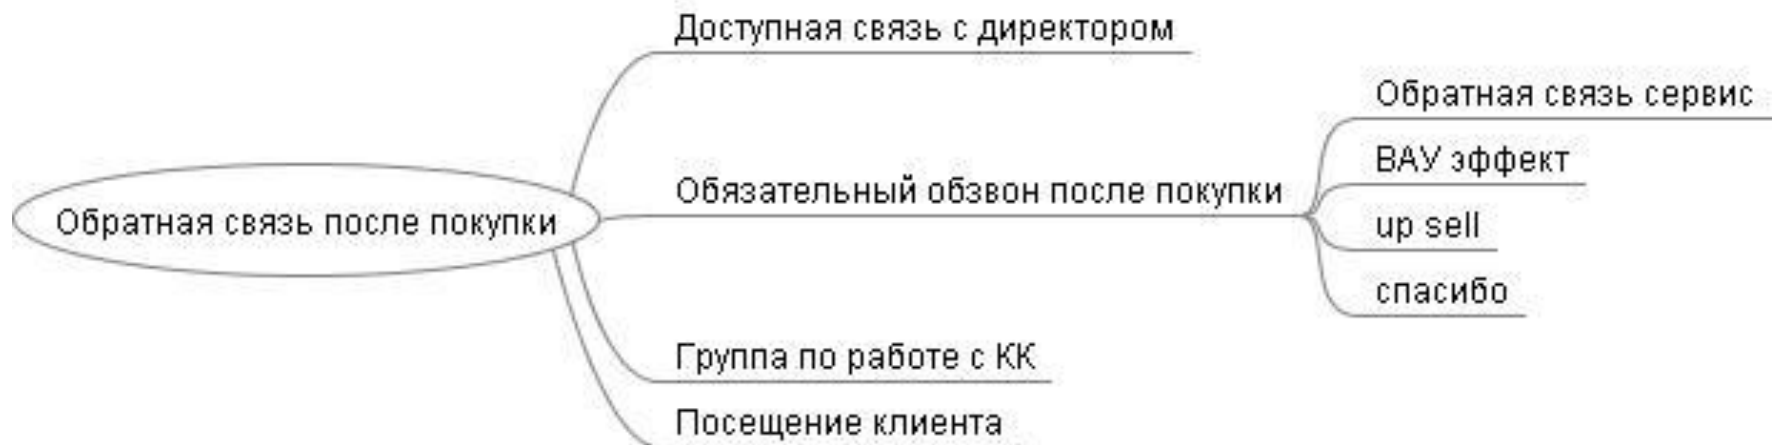 Доступная связь с директором
Обратная связь сервис
ВАУ эффект
Обязательный обзвон после покупки
Обратная связь после покупки
up sell
спасибо
Группа по работе с КК
Посещение клиента